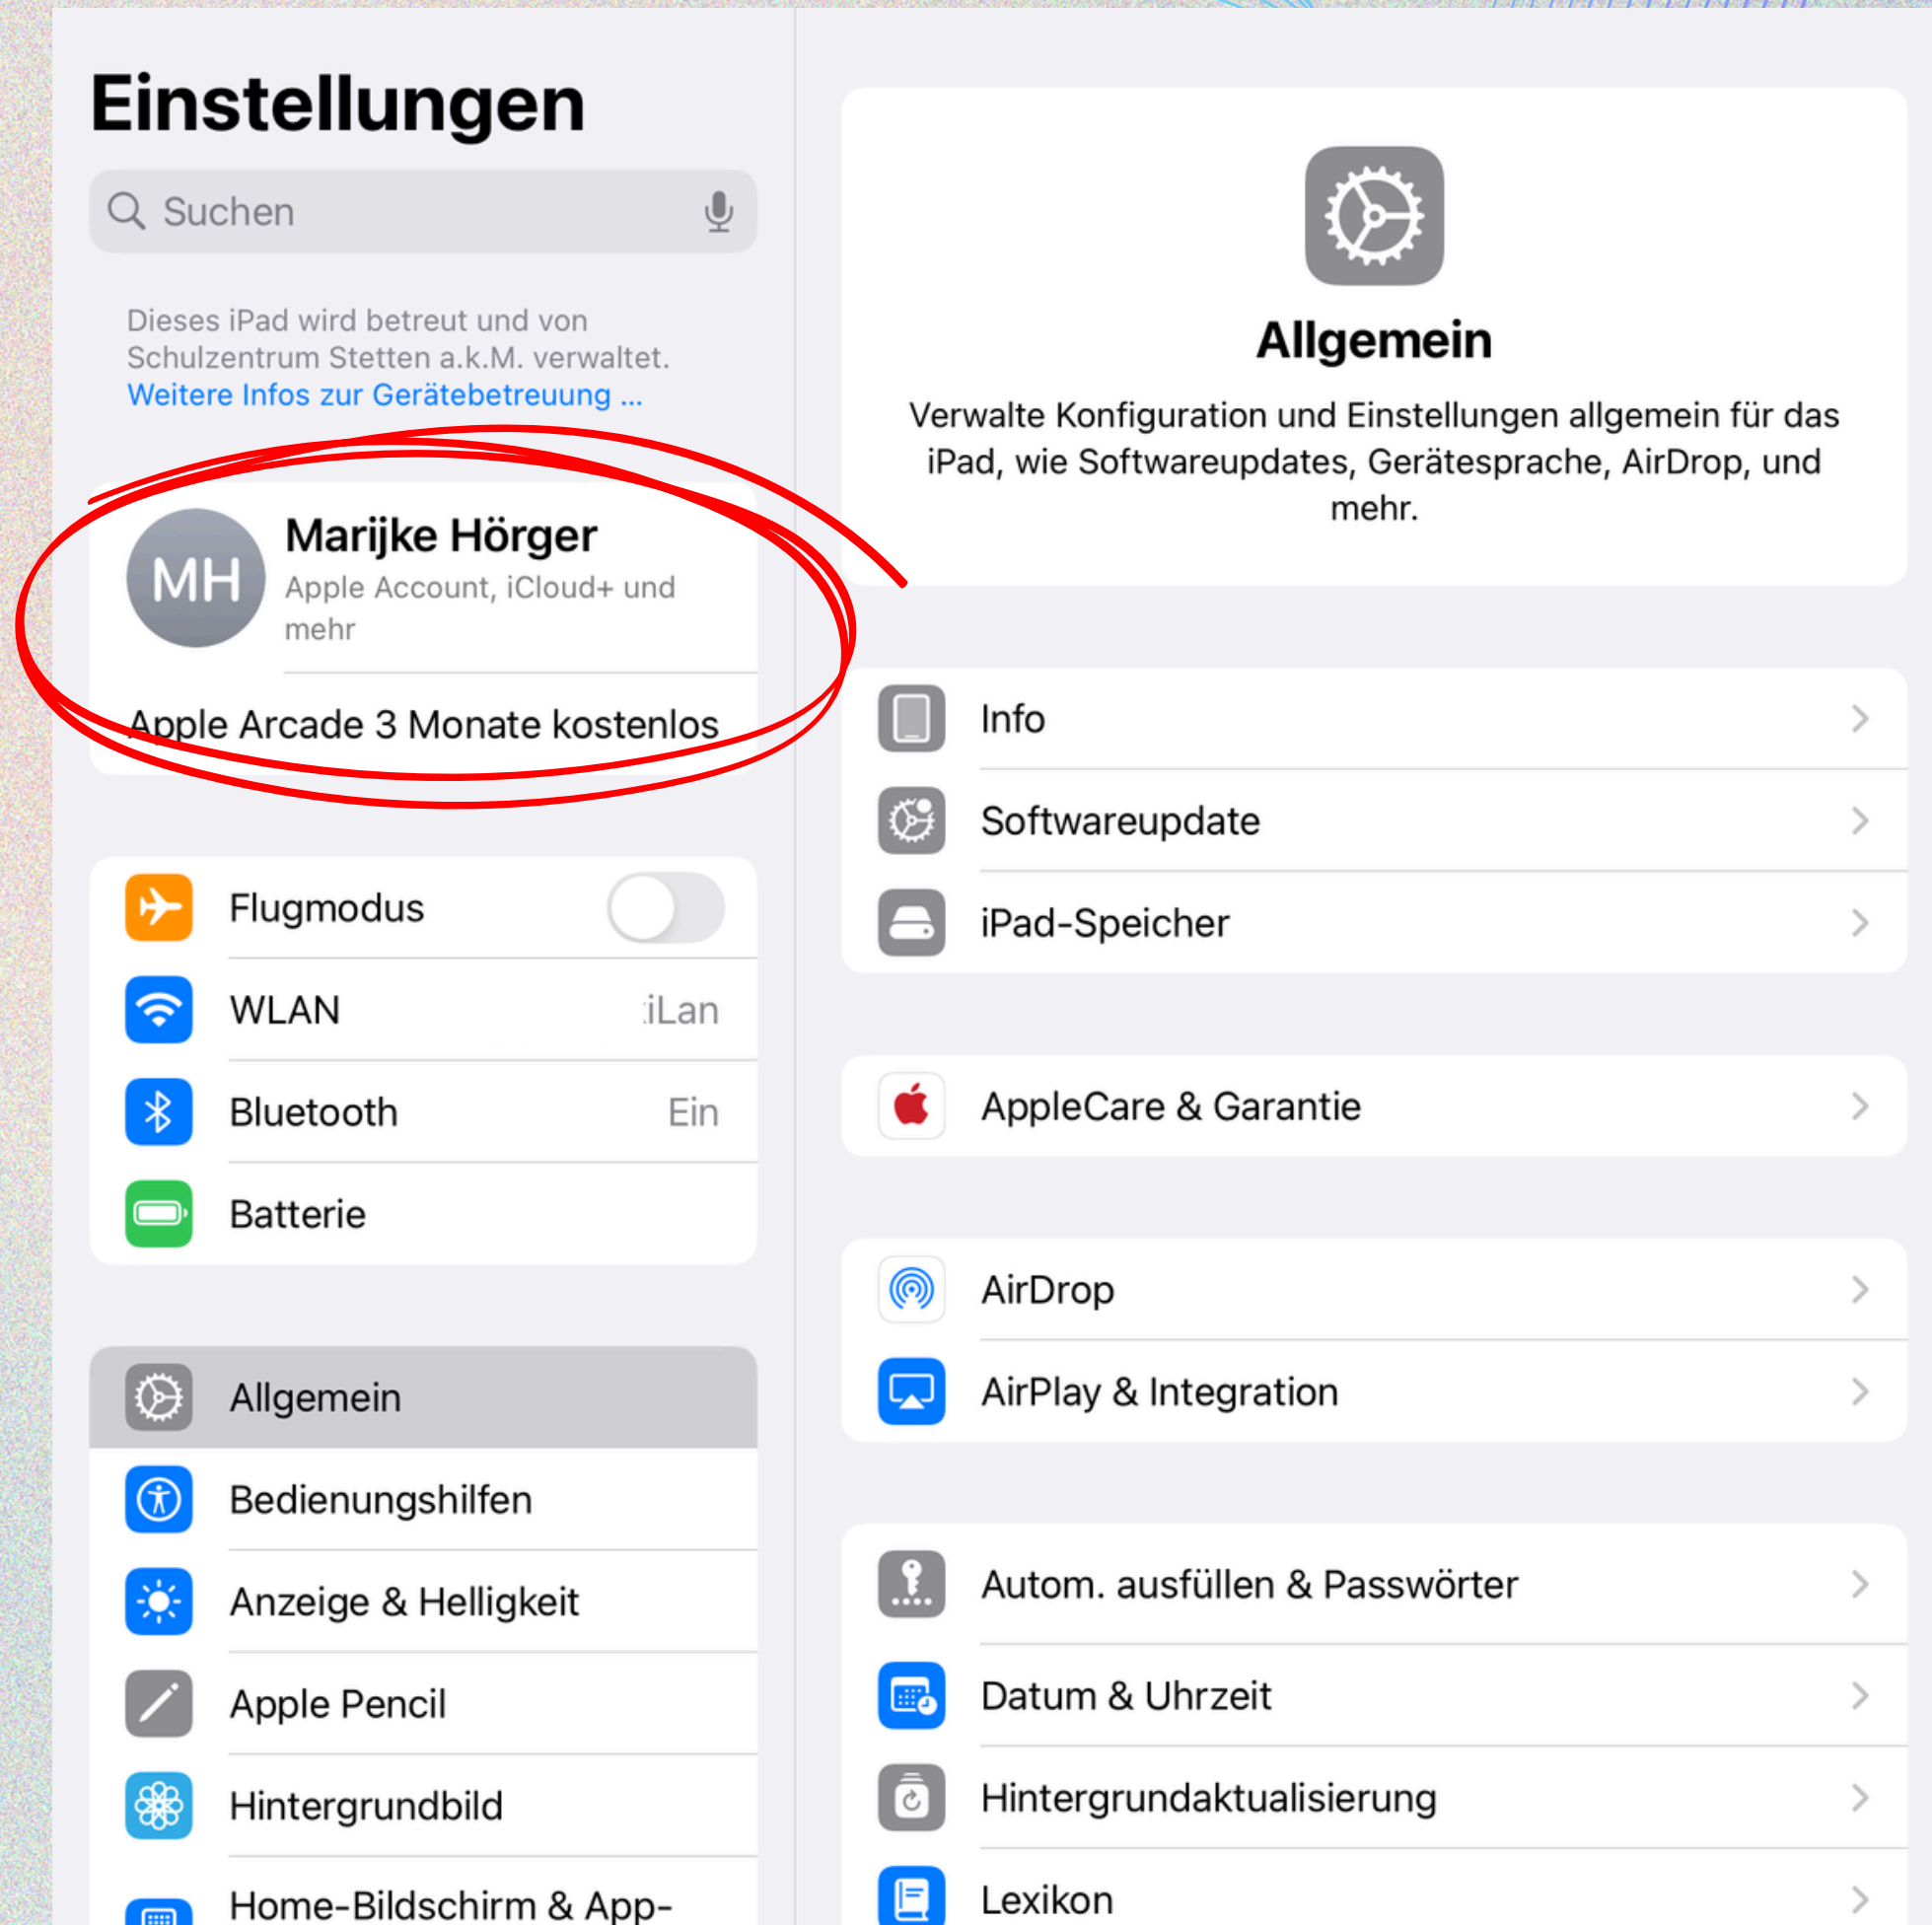 Einstellungen
Suchen
Dieses iPad wird betreut und von
Schulzentrum Stetten a.k.M. verwaltet.
Weitere Infos zur Gerätebetreuung ...
MH
Marijke Hörger
Apple Account, iCloud+ und
mehr
Apple Arcade 3 Monate kostenlos
Flugmodus
WLAN
Bluetooth Ein
Batterie
Allgemein
Bedienungshilfen
Anzeige & Helligkeit
Apple Pencil
Hintergrundbild
Home-Bildschirm & App-
Allgemein
Verwalte Konfiguration und Einstellungen allgemein für das
iPad, wie Softwareupdates, Gerätesprache, AirDrop, und
mehr.
Info
Softwareupdate
iPad-Speicher
AppleCare & Garantie
AirDrop
AirPlay & Integration
Autom. ausfüllen & Passwörter
Datum & Uhrzeit
Hintergrundaktualisierung
Lexikon